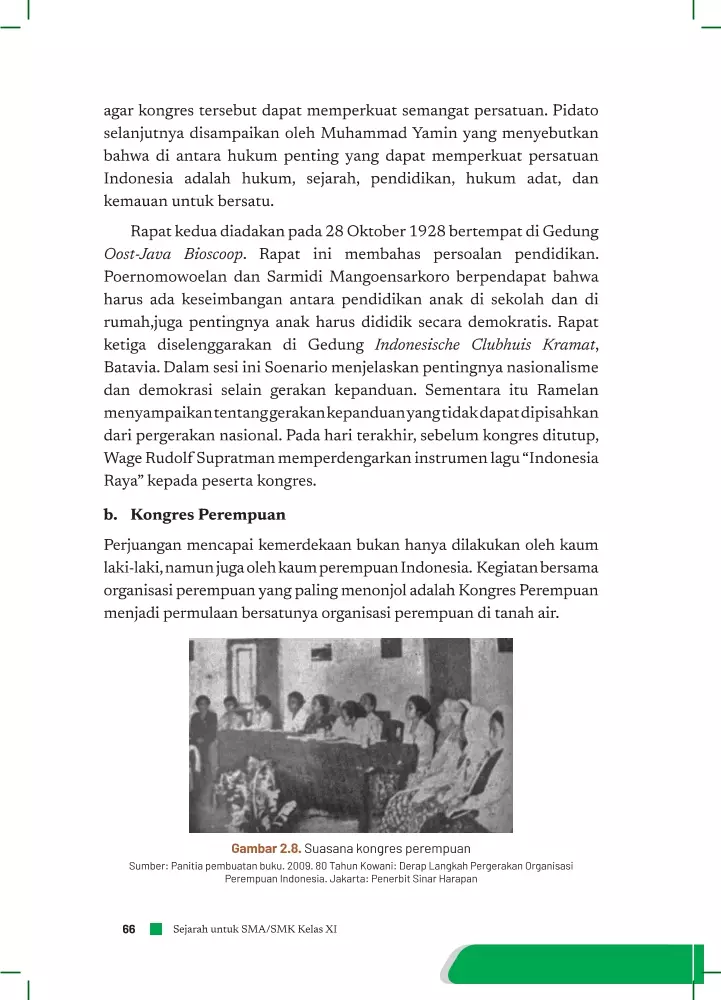 agar kongres tersebut dapat memperkuat semangat persatuan. Pidato
selanjutnya disampaikan oleh Muhammad Yamin yang menyebutkan
bahwa di antara hukum penting yang dapat memperkuat persatuan
Indonesia adalah hukum, sejarah, pendidikan, hukum adat, dan
kemauan untuk bersatu.
Rapat kedua diadakan pada 28 Oktober 1928 bertempat di Gedung
Oost-Java Bioscoop. Rapat ini membahas persoalan pendidikan.
Poernomowoelan dan Sarmidi Mangoensarkoro berpendapat bahwa
harus ada keseimbangan antara pendidikan anak di sekolah dan di
rumah,juga pentingnya anak harus dididik secara demokratis. Rapat
ketiga diselenggarakan di Gedung Indonesische Clubhuis Kramat,
Batavia. Dalam sesi ini Soenario menjelaskan pentingnya nasionalisme
dan demokrasi selain gerakan kepanduan. Sementara itu Ramelan
menyampaikan tentang gerakan kepanduan yang tidak dapat dipisahkan
dari pergerakan nasional. Pada hari terakhir, sebelum kongres ditutup,
Wage Rudolf Supratman memperdengarkan instrumen lagu “Indonesia
Raya” kepada peserta kongres.
b. Kongres Perempuan
Perjuangan mencapai kemerdekaan bukan hanya dilakukan oleh kaum
laki-laki, namun juga oleh kaum perempuan Indonesia. Kegiatan bersama
organisasi perempuan yang paling menonjol adalah Kongres Perempuan
menjadi permulaan bersatunya organisasi perempuan di tanah air.
Gambar 2.8. Suasana kongres perempuan
Sumber: Panitia pembuatan buku. 2009. 80 Tahun Kowani: Derap Langkah Pergerakan Organisasi
Perempuan Indonesia. Jakarta: Penerbit Sinar Harapan
66 Sejarah untuk SMA/SMK Kelas XI